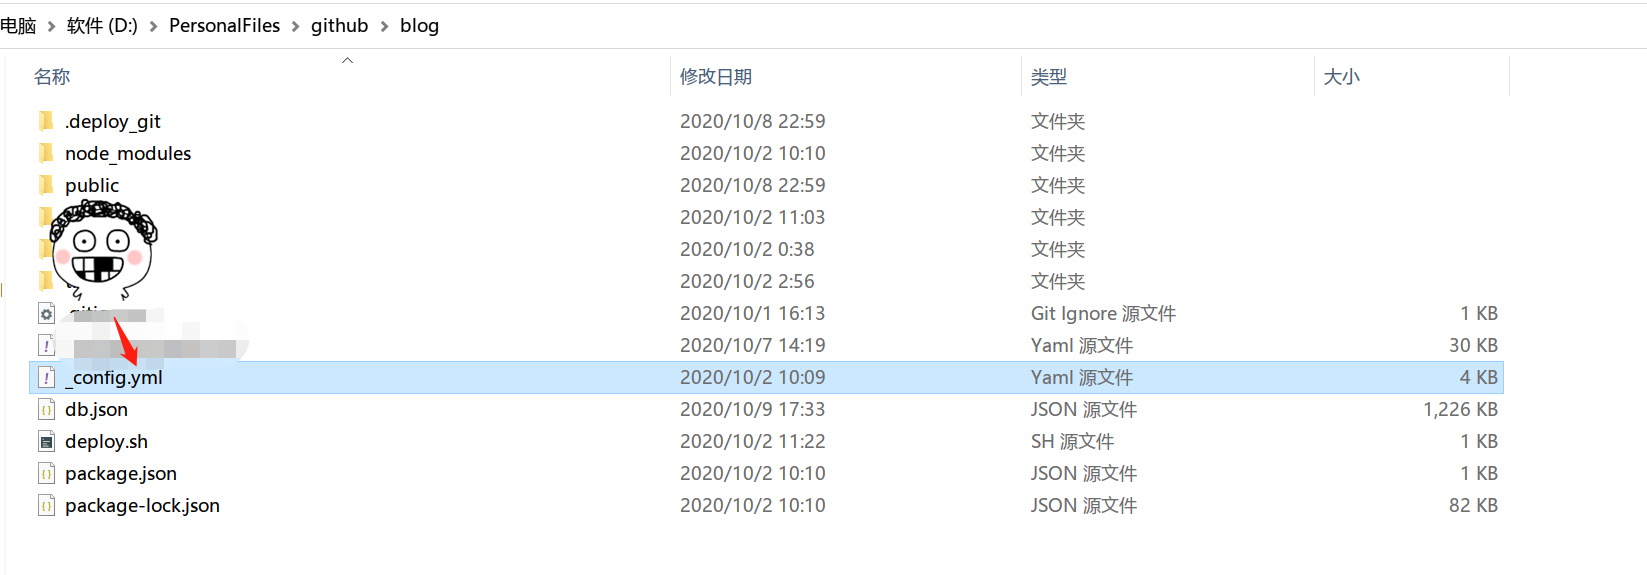 电脑 > 软件 (D:) > PersonalFiles > github > blog
名称 修改日期 类型 大小
.deploy_git 2020/10/8 22:59 文件夹
node_modules 2020/10/2 10:10 文件夹
public 2020/10/8 22:59 文件夹
2020/10/2 11:03 文件夹
2020/10/2 0:38 文件夹
2020/10/2 2:56 文件夹
2020/10/1 16:13 Git Ignore 源文件 1 KB
2020/10/7 14:19 Yaml 源文件 30 KB
_config.yml 2020/10/2 10:09 Yaml 源文件 4 KB
db.json 2020/10/9 17:33 JSON 源文件 1,226 KB
deploy.sh 2020/10/2 11:22 SH 源文件 1 KB
package.json 2020/10/2 10:10 JSON 源文件 1 KB
package-lock.json 2020/10/2 10:10 JSON 源文件 82 KB